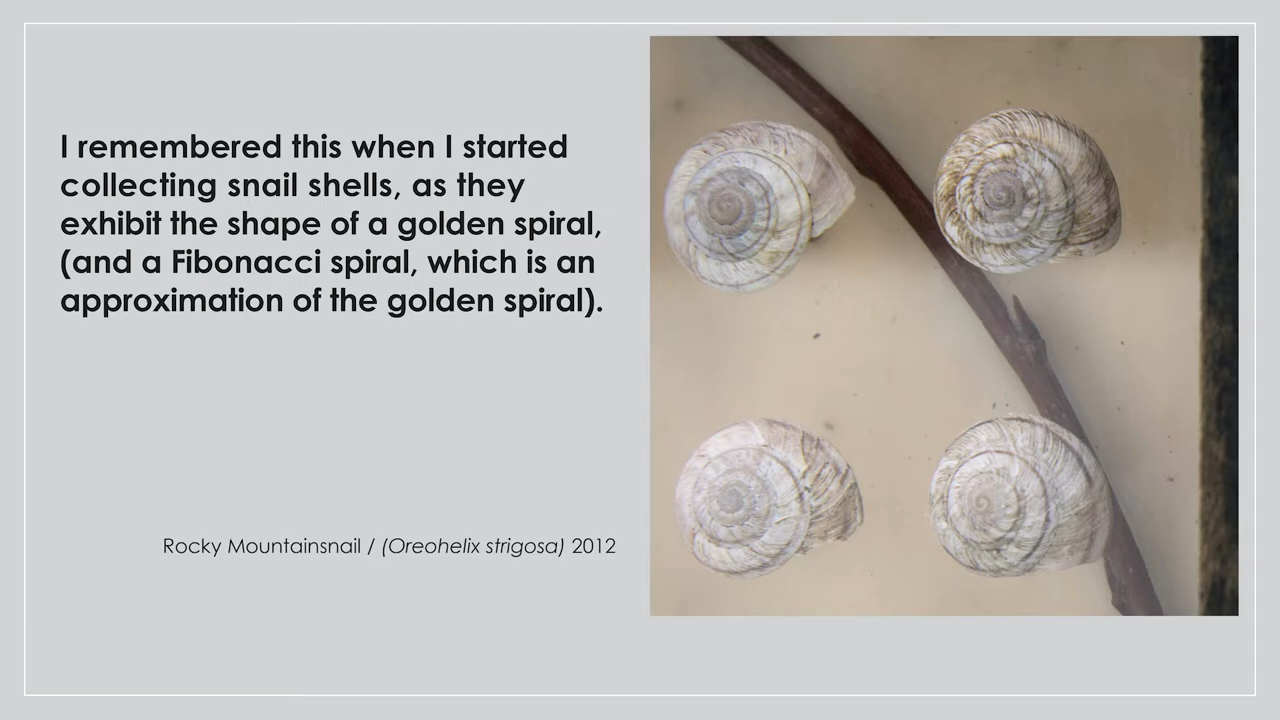 I remembered this when I started
collecting snail shells, as they
exhibit the shape of a golden spiral,
(and a Fibonacci spiral, which is an
approximation of the golden spiral).
Rocky Mountainsnail / (Oreohelix strigosa) 2012